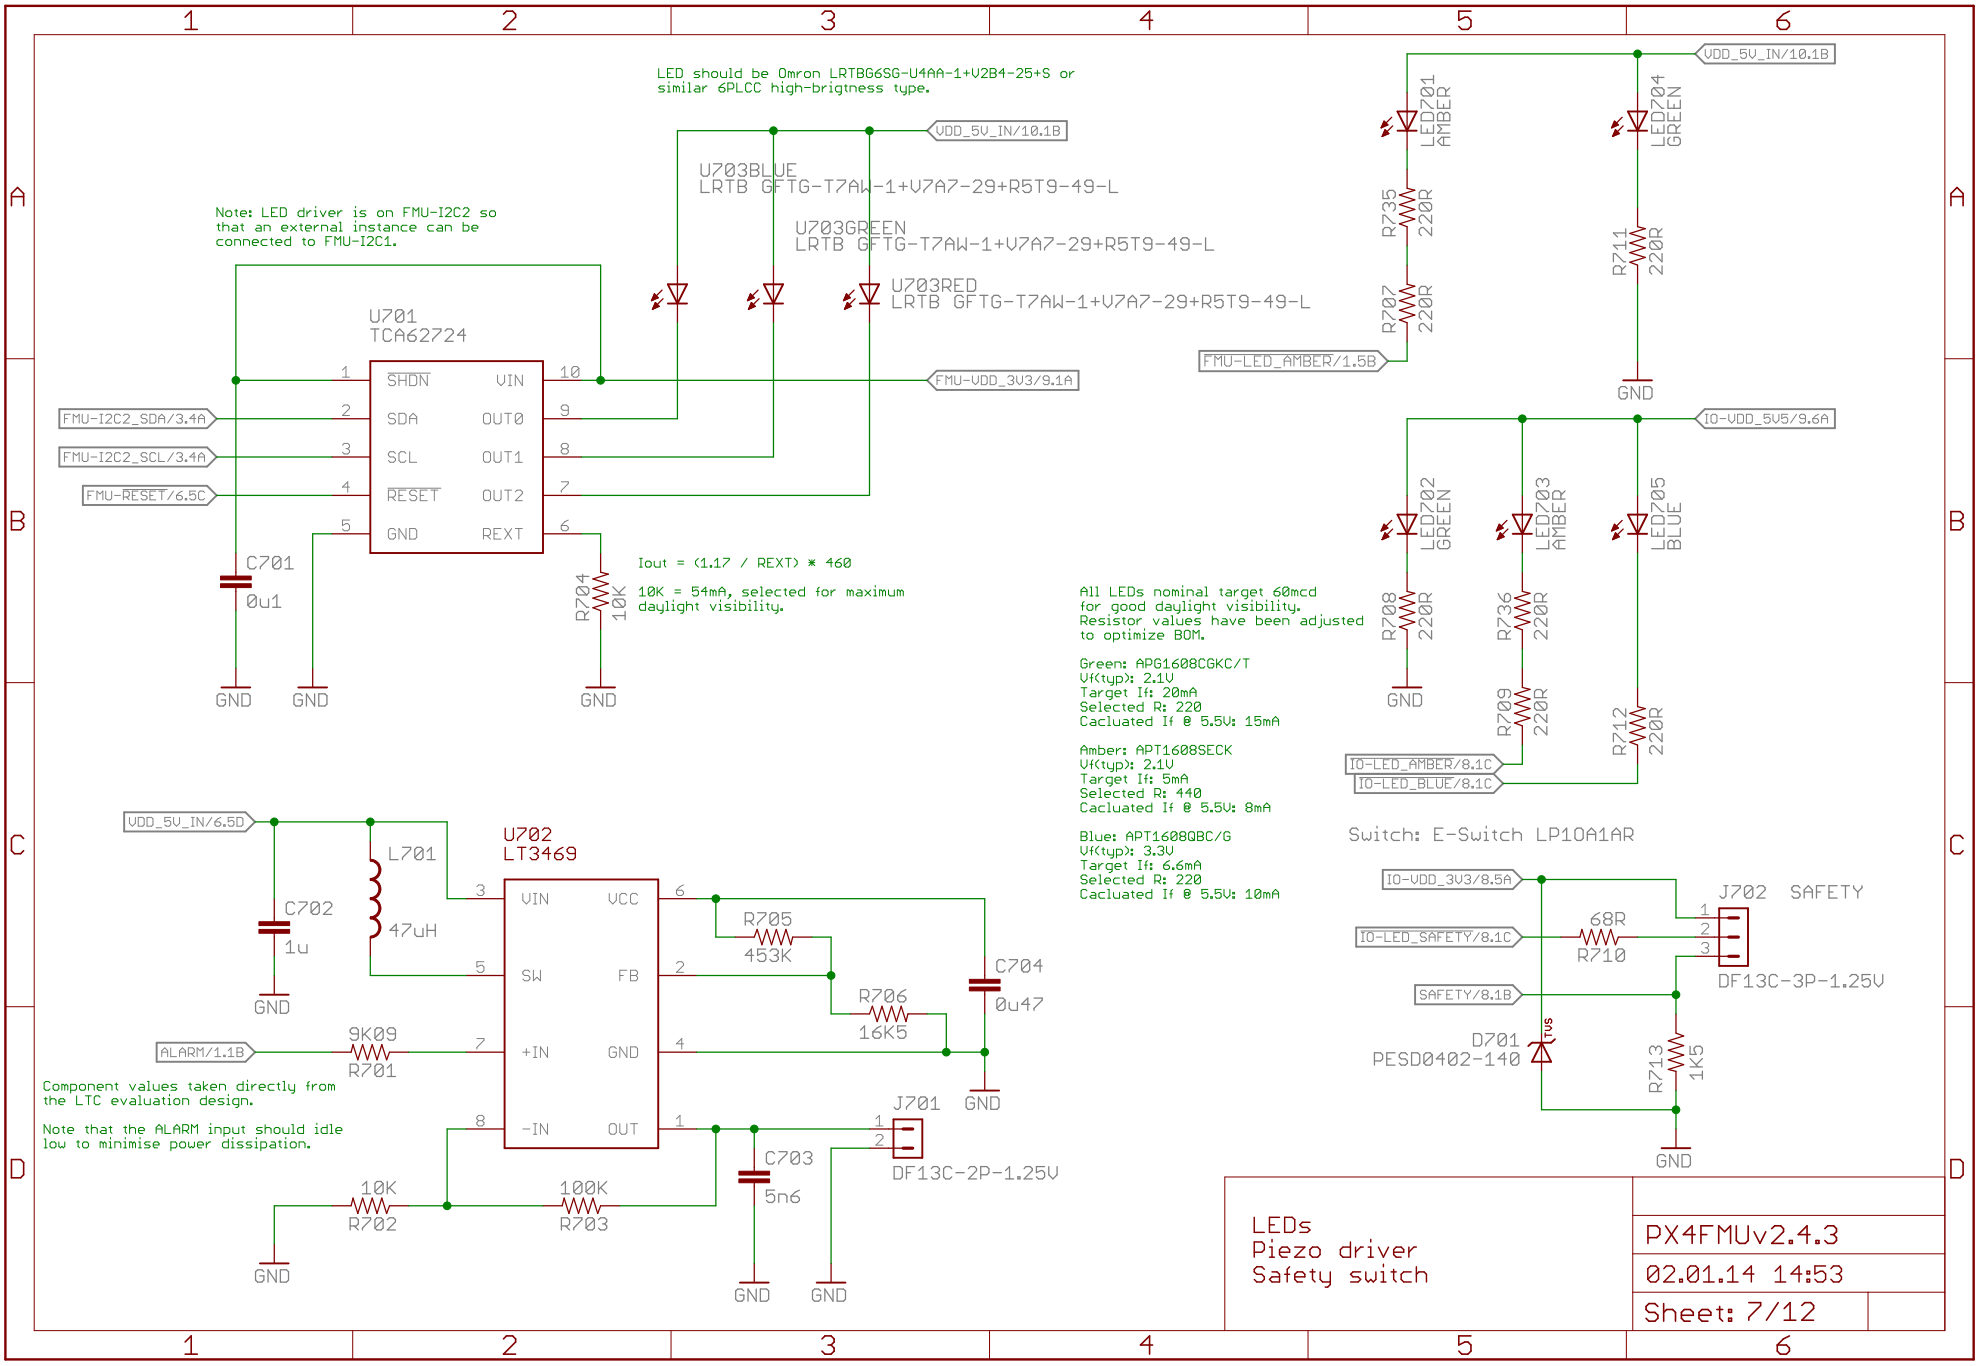 1 2 3 4 5 6
A
B
C
D
LED should be Omron LRTBG6SG-U4AA-1+V2B4-25+S or
similar 6PLCC high-brigtness type.
VDD_5V_IN/10.1B
U703BLUE
LRTB GFTG-T7AW-1+V7A7-29+R5T9-49-L
U703GREEN
LRTB GFTG-T7AW-1+V7A7-29+R5T9-49-L
U703RED
LRTB GFTG-T7AW-1+V7A7-29+R5T9-49-L
Note: LED driver is on FMU-I2C2 so
that an external instance can be
connected to FMU-I2C1.
U701
TCA62724
1 SHDN VIN 10
2 SDA OUT0 9
3 SCL OUT1 8
4 RESET OUT2 7
5 GND REXT 6
FMU-I2C2_SDA/3.4A
FMU-I2C2_SCL/3.4A
FMU-RESET/6.5C
FMU-VDD_3V3/9.1A
C701
0u1
R704
10K
GND
GND
GND
Iout = (1.17 / REXT) * 460
10K = 54mA, selected for maximum
daylight visibility.
VDD_5V_IN/10.1B
LED701
AMBER
LED704
GREEN
R735
220R
R711
220R
R707
220R
FMU-LED_AMBER/1.5B
GND
IO-VDD_5V5/9.6A
LED702
GREEN
LED703
AMBER
LED705
BLUE
R708
220R
R736
220R
R709
220R
R712
220R
GND
IO-LED_AMBER/8.1C
IO-LED_BLUE/8.1C
All LEDs nominal target 60mcd
for good daylight visibility.
Resistor values have been adjusted
to optimize BOM.
Green: APG1608CGKC/T
Vf(typ): 2.1V
Target If: 20mA
Selected R: 220
Cacluated If @ 5.5V: 15mA
Amber: APT1608SECK
Vf(typ): 2.1V
Target If: 5mA
Selected R: 440
Cacluated If @ 5.5V: 8mA
Blue: APT1608QBC/G
Vf(typ): 3.3V
Target If: 6.6mA
Selected R: 220
Cacluated If @ 5.5V: 10mA
VDD_5V_IN/6.5D
L701
47uH
C702
1u
GND
U702
LT3469
3 VIN VCC 6
5 SW FB 2
7 +IN GND 4
8 -IN OUT 1
R705
453K
R706
16K5
C704
0u47
GND
ALARM/1.1B
9K09
R701
Component values taken directly from
the LTC evaluation design.
Note that the ALARM input should idle
low to minimise power dissipation.
10K
R702
100K
R703
GND
C703
5n6
GND
GND
J701
1
2
DF13C-2P-1.25V
Switch: E-Switch LP1OA1AR
IO-VDD_3V3/8.5A
IO-LED_SAFETY/8.1C
SAFETY/8.1B
68R
R710
J702 SAFETY
1
2
3
DF13C-3P-1.25V
D701
PESD0402-140
TVS
R713
1K5
GND
LEDs
Piezo driver
Safety switch
PX4FMUv2.4.3
02.01.14 14:53
Sheet: 7/12
A
B
C
D
1 2 3 4 5 6